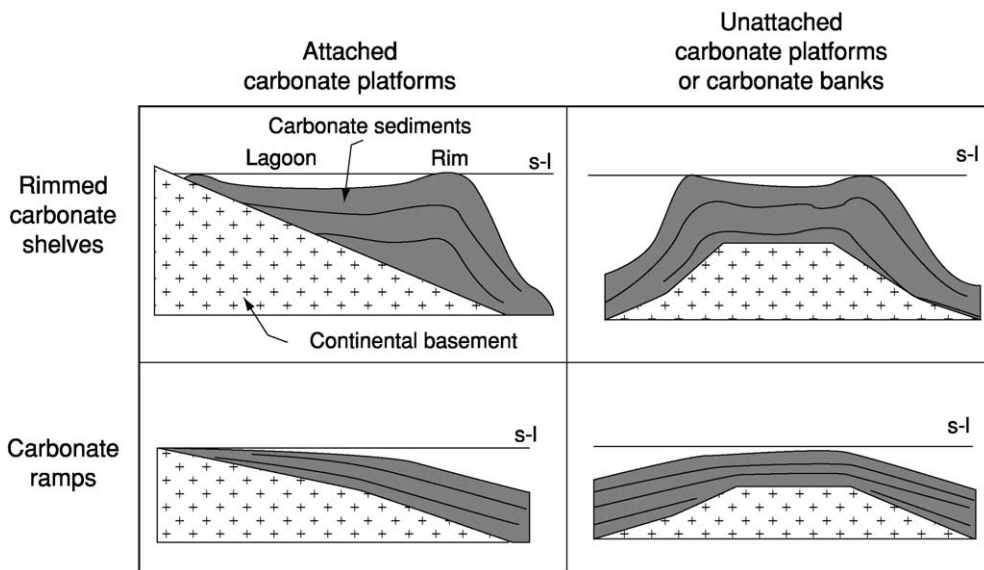 Attached
carbonate platforms
Unattached
carbonate platforms
or carbonate banks
Rimmed
carbonate
shelves
Carbonate sediments
Lagoon
Rim
s-l
Continental basement
Carbonate
ramps
s-l
s-l